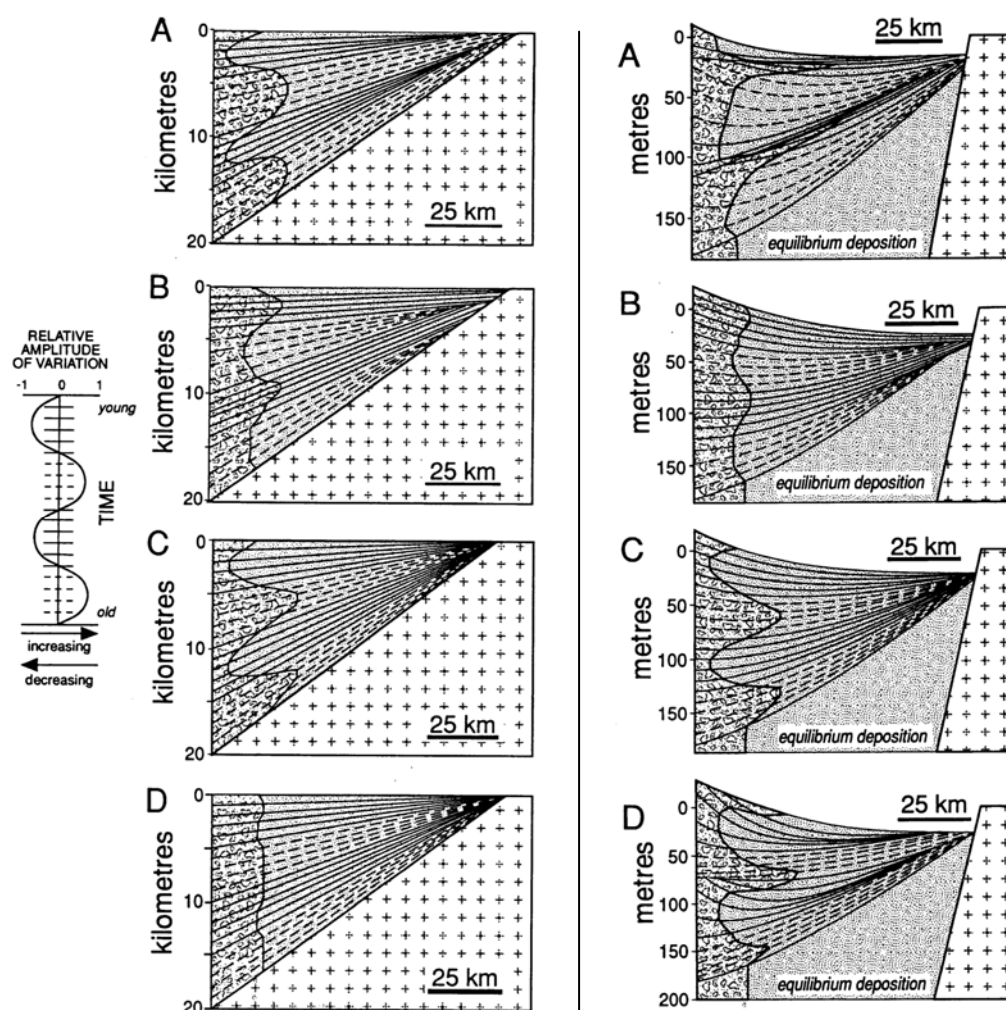 RELATIVE
AMPLITUDE
OF VARIATION
-1 0 1
young
TIME
old
increasing
decreasing
A
0
10
20
kilometres
25 km
B
0
10
20
kilometres
25 km
C
0
10
20
kilometres
25 km
D
0
10
20
kilometres
25 km
A
25 km
0
50
100
150
metres
equilibrium deposition
B
25 km
0
50
100
150
metres
equilibrium deposition
C
25 km
0
50
100
150
metres
equilibrium deposition
D
25 km
0
50
100
150
200
metres
equilibrium deposition